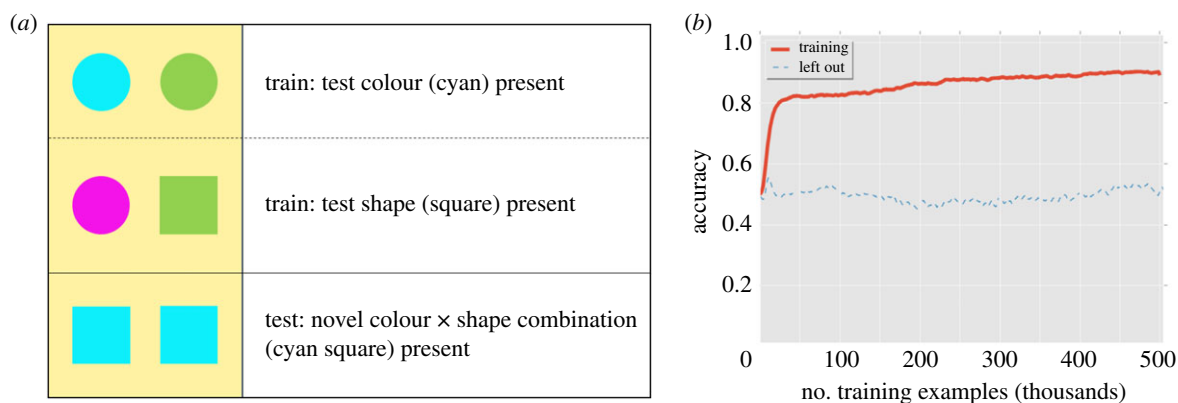 (a)
train: test colour (cyan) present
train: test shape (square) present
test: novel colour × shape combination
(cyan square) present
(b)
training
left out
accuracy
1.0
0.8
0.6
0.4
0.2
0 100 200 300 400 500
no. training examples (thousands)